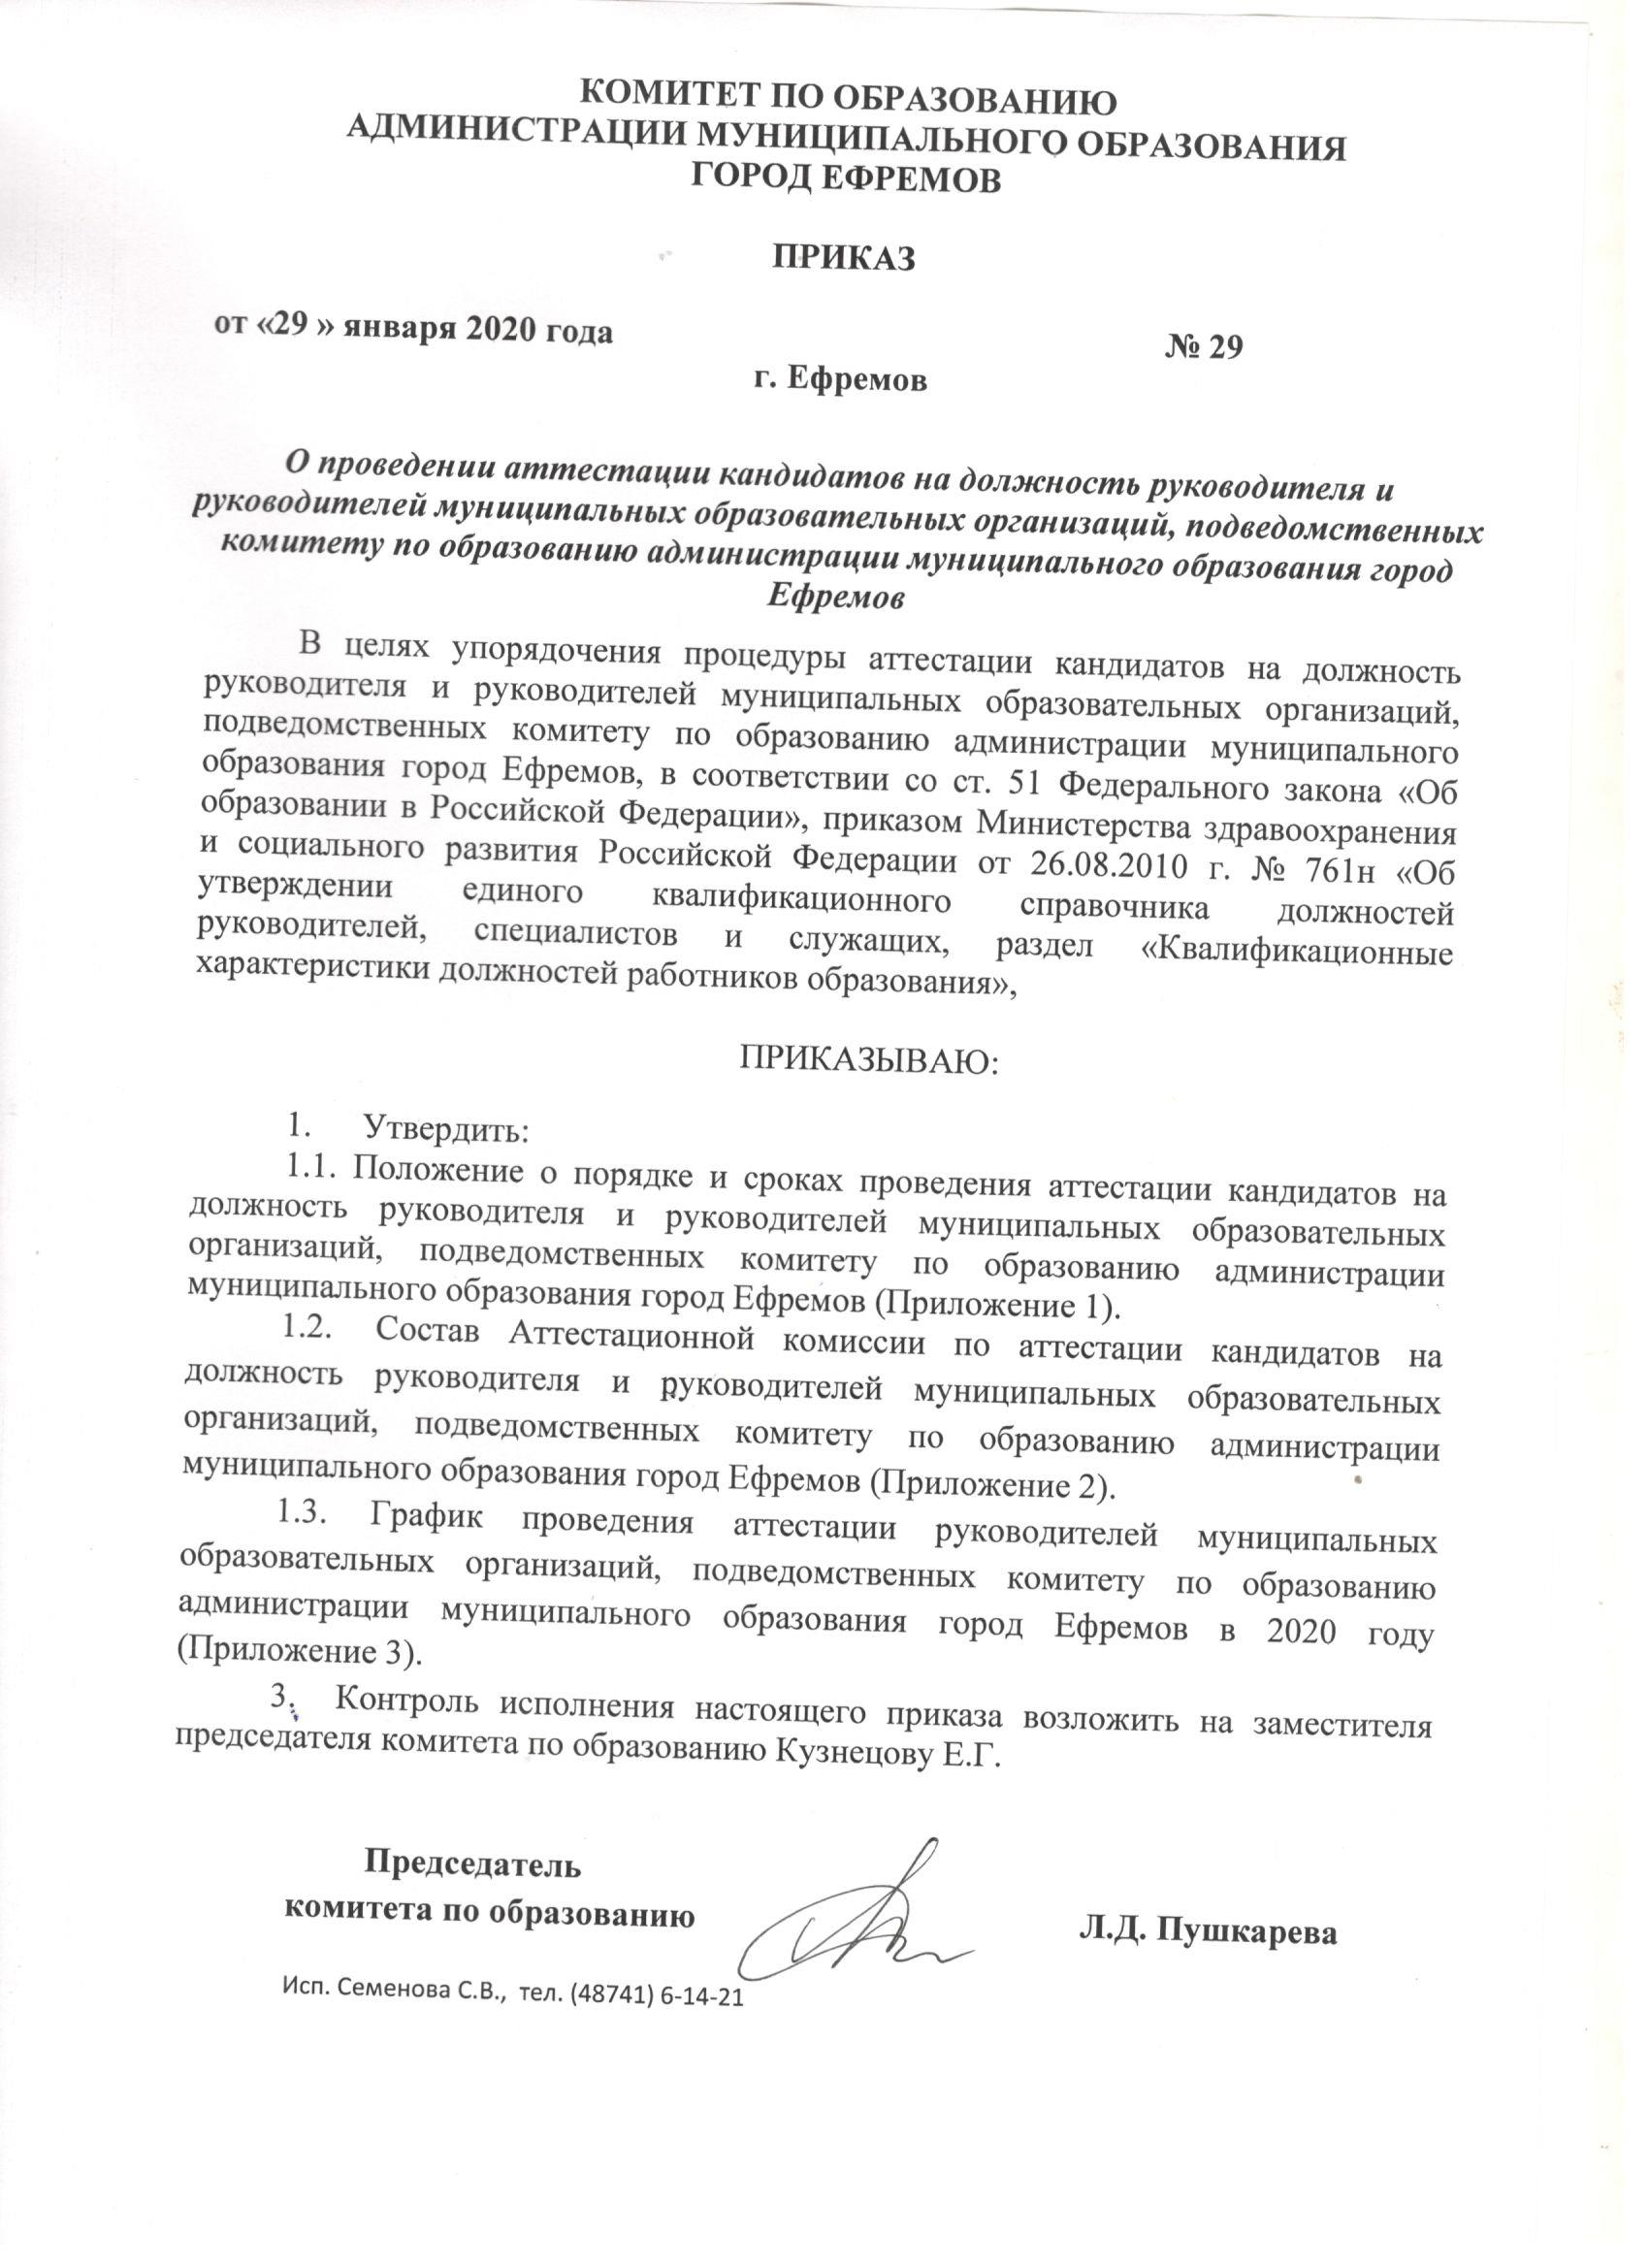 КОМИТЕТ ПО ОБРАЗОВАНИЮ
АДМИНИСТРАЦИИ МУНИЦИПАЛЬНОГО ОБРАЗОВАНИЯ
ГОРОД ЕФРЕМОВ
ПРИКАЗ
от «29 » января 2020 года
№ 29
г. Ефремов
О проведении аттестации кандидатов на должность руководителя и
руководителей муниципальных образовательных организаций, подведомственных
комитету по образованию администрации муниципального образования город
Ефремов
В целях упорядочения процедуры аттестации кандидатов на должность
руководителя и руководителей муниципальных образовательных организаций,
подведомственных комитету по образованию администрации муниципального
образования город Ефремов, в соответствии со ст. 51 Федерального закона «Об
образовании в Российской Федерации», приказом Министерства здравоохранения
и социального развития Российской Федерации от 26.08.2010 г. № 761н «Об
утверждении единого квалификационного справочника должностей
руководителей, специалистов и служащих, раздел «Квалификационные
характеристики должностей работников образования»,
ПРИКАЗЫВАЮ:
1. Утвердить:
1.1. Положение о порядке и сроках проведения аттестации кандидатов на
должность руководителя и руководителей муниципальных образовательных
организаций, подведомственных комитету по образованию администрации
муниципального образования город Ефремов (Приложение 1).
1.2. Состав Аттестационной комиссии по аттестации кандидатов на
должность руководителя и руководителей муниципальных образовательных
организаций, подведомственных комитету по образованию администрации
муниципального образования город Ефремов (Приложение 2).
1.3. График проведения аттестации руководителей муниципальных
образовательных организаций, подведомственных комитету по образованию
администрации муниципального образования город Ефремов в 2020 году
(Приложение 3).
3. Контроль исполнения настоящего приказа возложить на заместителя
председателя комитета по образованию Кузнецову Е.Г.
Председатель
комитета по образованию
Л.Д. Пушкарева
Исп. Семенова С.В., тел. (48741) 6-14-21